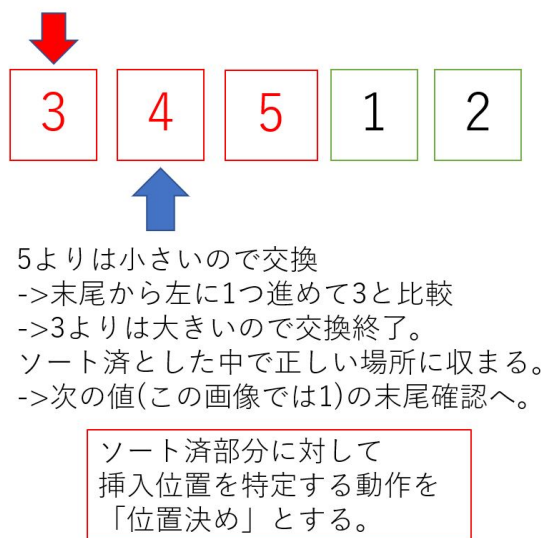 3 4 5 1 2
5よりは小さいので交換
->末尾から左に1つ進めて3と比較
->3よりは大きいので交換終了。
ソート済とした中で正しい場所に収まる。
->次の値(この画像では1)の末尾確認へ。
ソート済部分に対して
挿入位置を特定する動作を
「位置決め」とする。